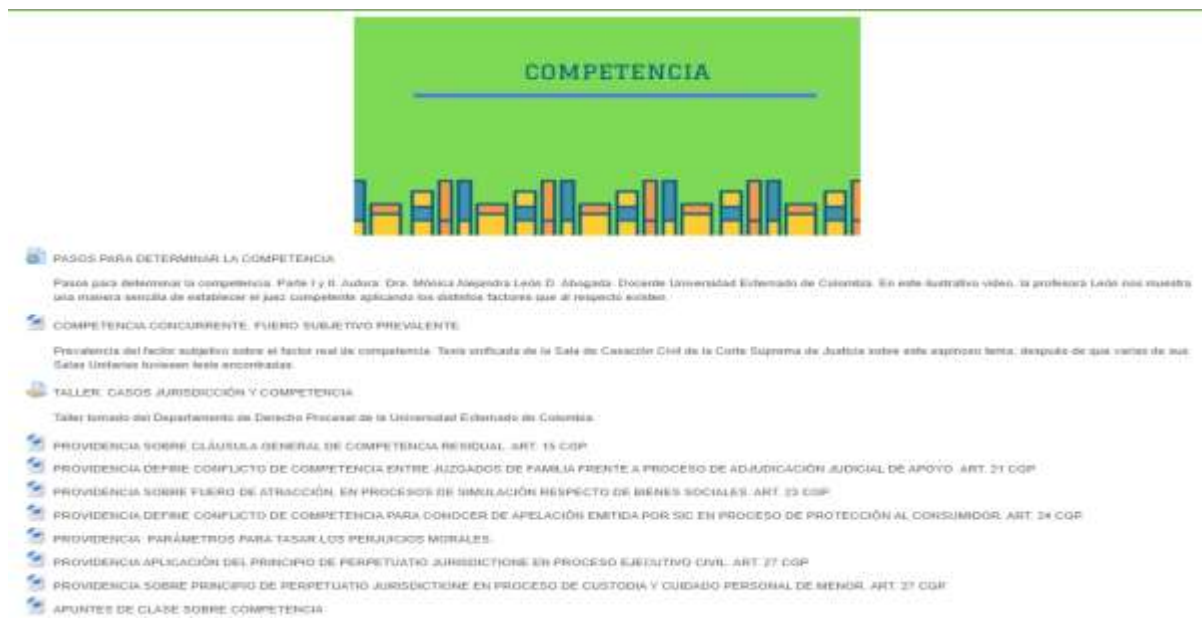 COMPETENCIA
PASOS PARA DETERMINAR LA COMPETENCIA
Pasos para determinar la competencia. Parte I y II. Autora: Dra. Mónica Alejandra León D. Abogada. Docente Universidad Externado de Colombia. En este ilustrativo video, la profesora León nos muestra
una manera sencilla de establecer el juez competente aplicando los distintos factores que al respecto existen.
COMPETENCIA CONCURRENTE. FUERO SUBJETIVO PREVALENTE
Prevalencia del factor subjetivo sobre el factor real de competencia. Tesis unificada de la Sala de Casación Civil de la Corte Suprema de Justicia sobre este espinoso tema, después de que varias de sus
Salas Unitarias tuviesen tesis encontradas.
TALLER. CASOS JURISDICCIÓN Y COMPETENCIA
Taller tomado del Departamento de Derecho Procesal de la Universidad Externado de Colombia.
PROVIDENCIA SOBRE CLÁUSULA GENERAL DE COMPETENCIA RESIDUAL. ART. 15 CGP
PROVIDENCIA DEFINE CONFLICTO DE COMPETENCIA ENTRE JUZGADOS DE FAMILIA FRENTE A PROCESO DE ADJUDICACIÓN JUDICIAL DE APOYO. ART. 21 CGP
PROVIDENCIA SOBRE FUERO DE ATRACCIÓN, EN PROCESOS DE SIMULACIÓN RESPECTO DE BIENES SOCIALES. ART. 23 CGP
PROVIDENCIA DEFINE CONFLICTO DE COMPETENCIA PARA CONOCER DE APELACIÓN EMITIDA POR SIC EN PROCESO DE PROTECCIÓN AL CONSUMIDOR. ART. 24 CGP
PROVIDENCIA. PARÁMETROS PARA TASAR LOS PERJUICIOS MORALES.
PROVIDENCIA APLICACIÓN DEL PRINCIPIO DE PERPETUATIO JURISDICTIONE EN PROCESO EJECUTIVO CIVIL. ART. 27 CGP
PROVIDENCIA SOBRE PRINCIPIO DE PERPETUATIO JURISDICTIONE EN PROCESO DE CUSTODIA Y CUIDADO PERSONAL DE MENOR. ART. 27 CGP
APUNTES DE CLASE SOBRE COMPETENCIA